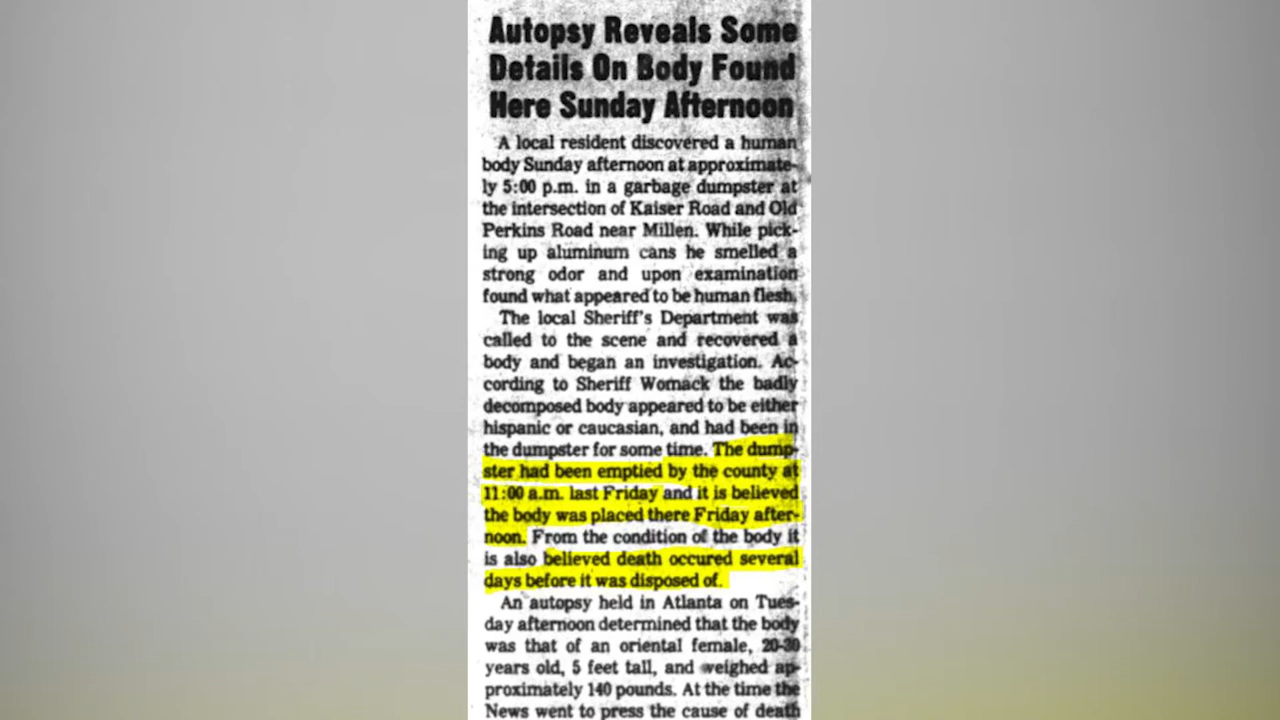 Autopsy Reveals Some
Details On Body Found
Here Sunday Afternoon
A local resident discovered a human
body Sunday afternoon at approximate-
ly 5:00 p.m. in a garbage dumpster at
the intersection of Kaiser Road and Old
Perkins Road near Millen. While pick-
ing up aluminum cans he smelled a
strong odor and upon examination
found what appeared to be human flesh.
The local Sheriff's Department was
called to the scene and recovered a
body and began an investigation. Ac-
cording to Sheriff Womack the badly
decomposed body appeared to be either
hispanic or caucasian, and had been in
the dumpster for some time. The dump-
ster had been emptied by the county at
11:00 a.m. last Friday and it is believed
the body was placed there Friday after-
noon. From the condition of the body it
is also believed death occured several
days before it was disposed of.
An autopsy held in Atlanta on Tues-
day afternoon determined that the body
was that of an oriental female, 20-30
years old, 5 feet tall, and weighed ap-
proximately 140 pounds. At the time the
News went to press the cause of death